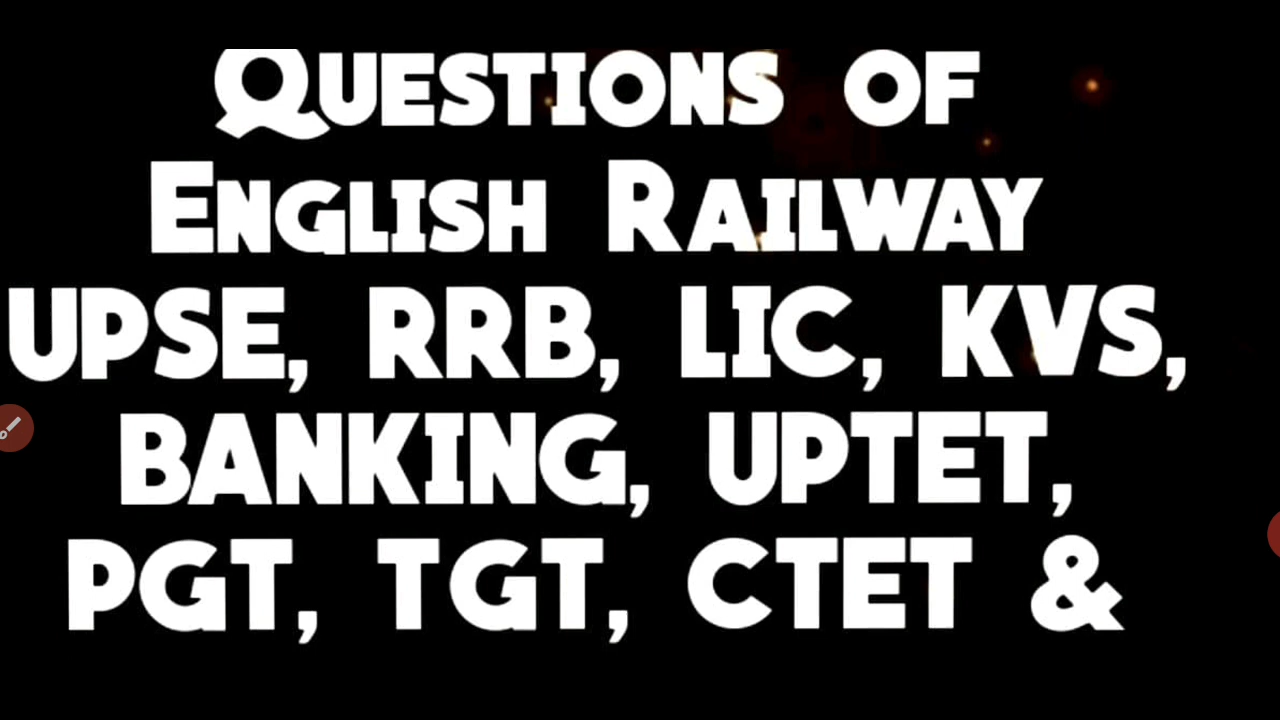 QUESTIONS OF
ENGLISH RAILWAY
UPSE, RRB, LIC, KVS,
BANKING, UPTET,
PGT, TGT, CTET &